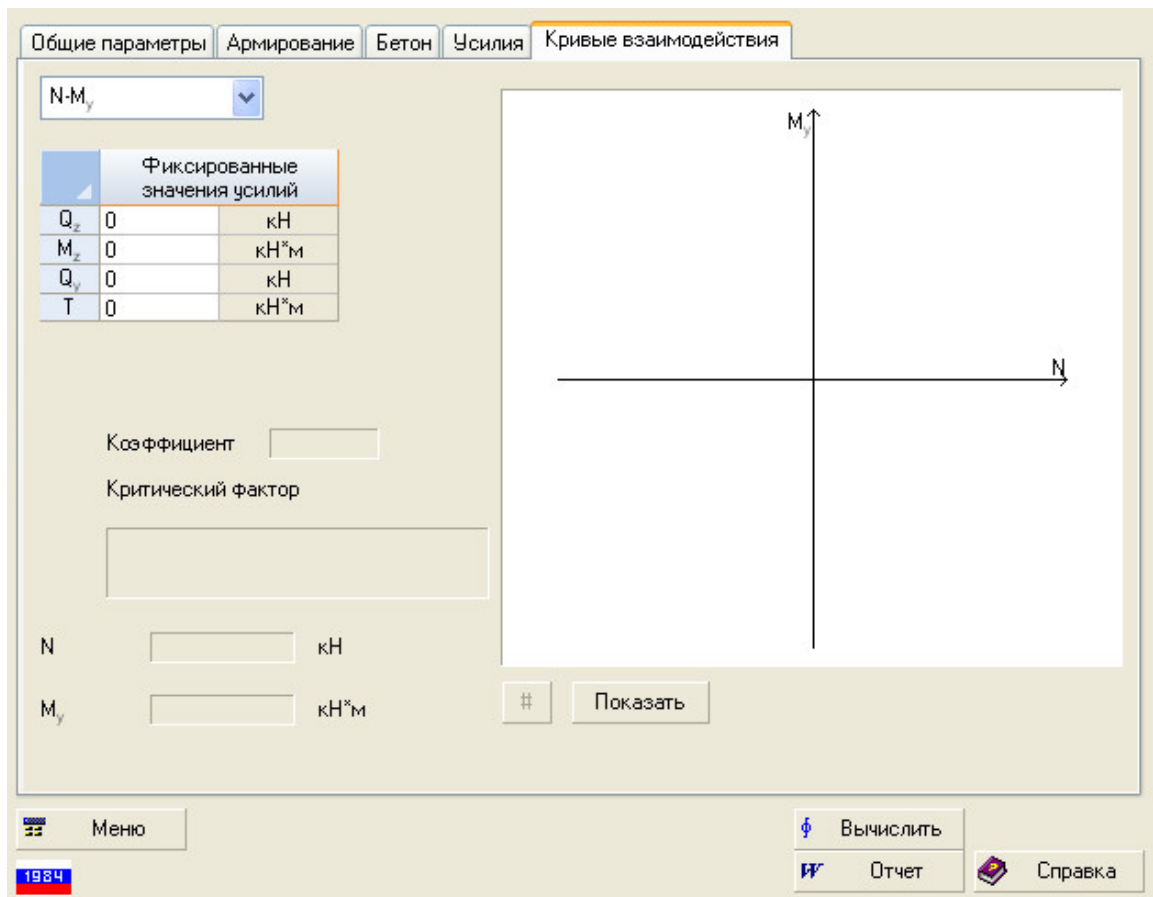 Общие параметры Армирование Бетон Усилия Кривые взаимодействия
N-My
My
Фиксированные
значения усилий
Qz 0 кН
Mz 0 кН*м
Qy 0 кН
T 0 кН*м
N
Коэффициент
Критический фактор
N кН
My кН*м
# Показать
Меню
Вычислить
1984
W Отчет
Справка